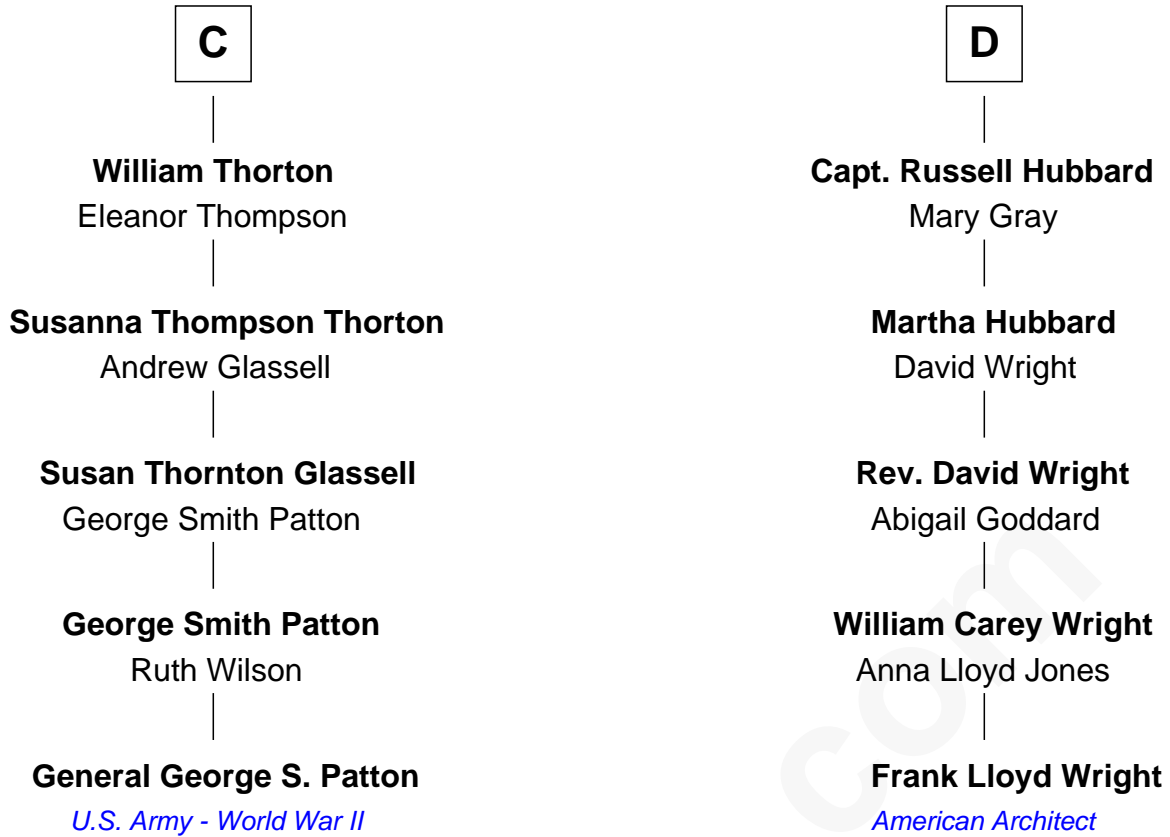 C
William Thorton
Eleanor Thompson
Susanna Thompson Thorton
Andrew Glassell
Susan Thornton Glassell
George Smith Patton
George Smith Patton
Ruth Wilson
General George S. Patton
U.S. Army - World War II
D
Capt. Russell Hubbard
Mary Gray
Martha Hubbard
David Wright
Rev. David Wright
Abigail Goddard
William Carey Wright
Anna Lloyd Jones
Frank Lloyd Wright
American Architect
com